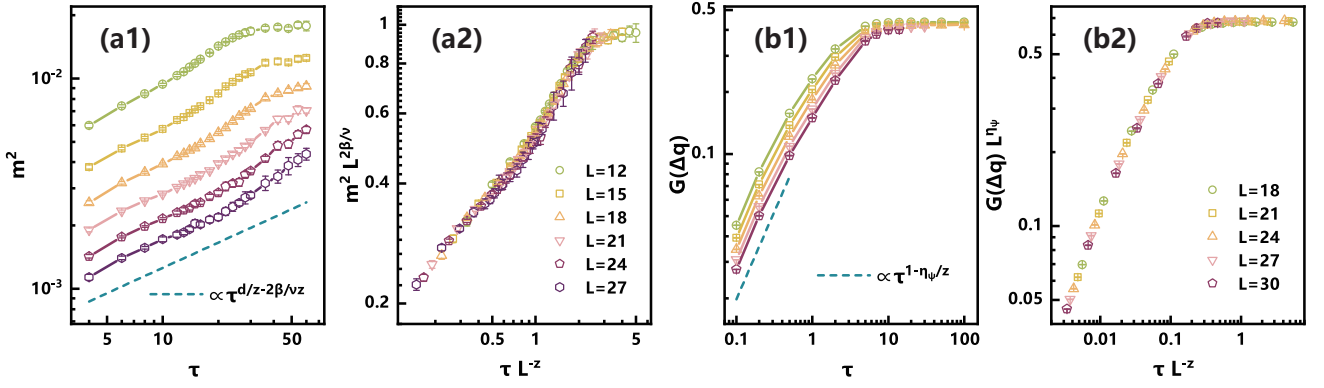 (a1)
m²
10⁻²
10⁻³
∝τ^{d/z-2β/νz}
10
50
τ
(a2)
m² L^{2β/ν}
1
0.8
0.6
0.4
0.2
L=12
L=15
L=18
L=21
L=24
L=27
0.5
1
5
τ L^{-z}
(b1)
G(Δq)
0.5
0.1
∝τ^{1-η_ψ/z}
0.1
1
10
100
τ
(b2)
G(Δq) L^{η_ψ}
0.5
0.1
0.05
L=18
L=21
L=24
L=27
L=30
0.01
0.1
1
τ L^{-z}